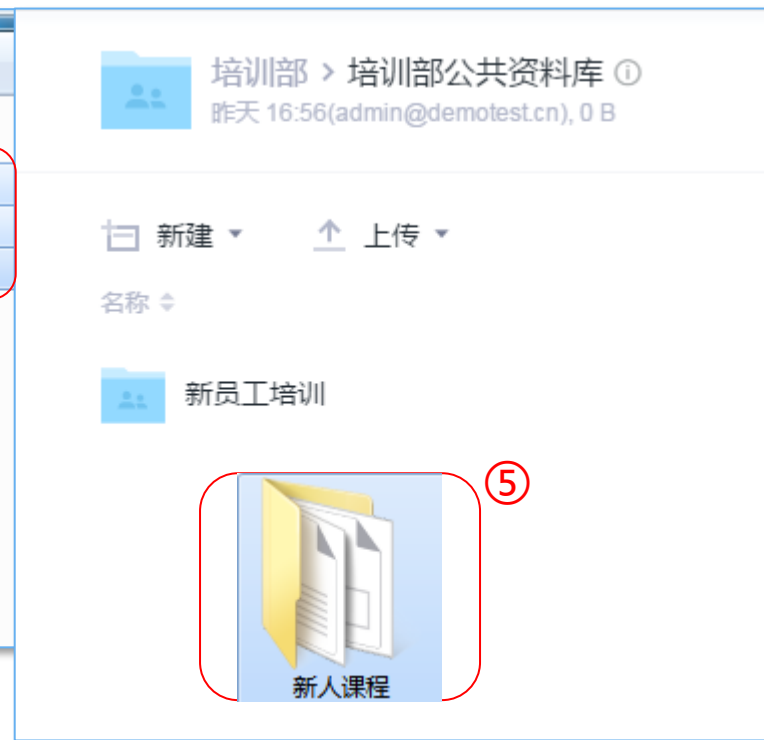 培训部 > 培训部公共资料库
昨天 16:56(admin@demotest.cn), 0 B
新建 上传
名称
新员工培训
⑤
新人课程